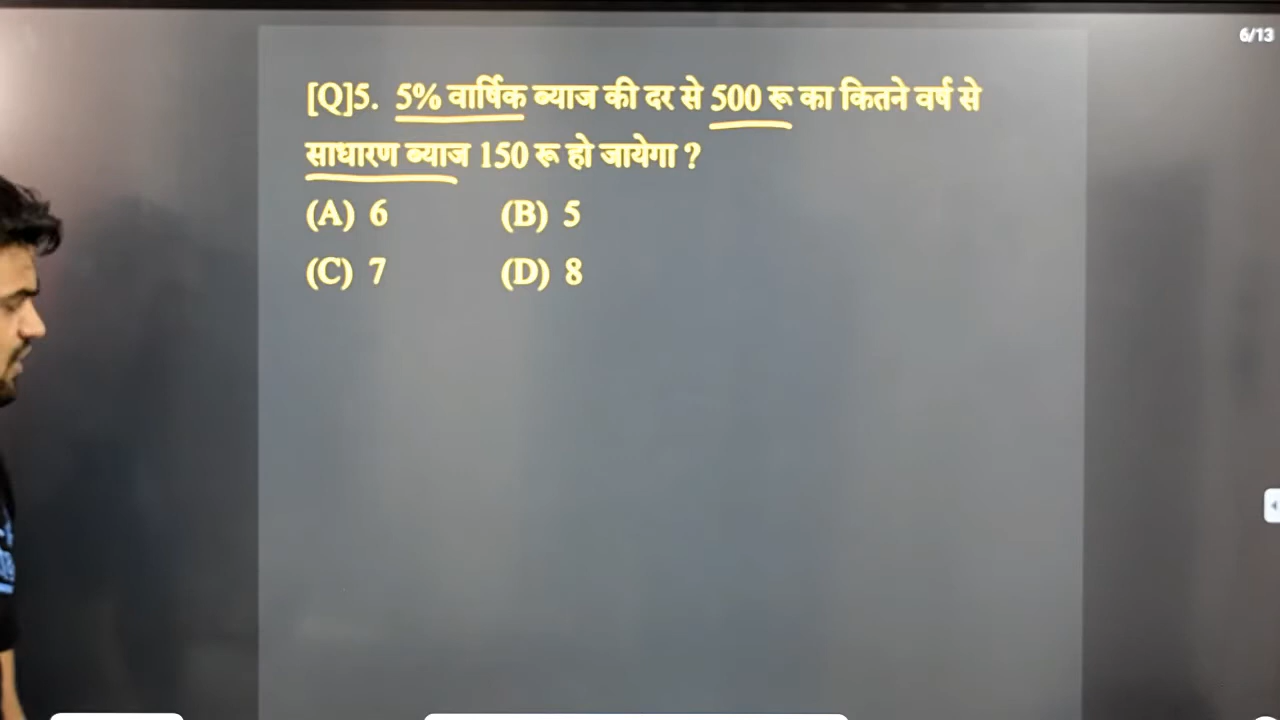 6/13
[Q]5. 5% वार्षिक ब्याज की दर से 500 रू का कितने वर्ष से
साधारण ब्याज 150 रू हो जायेगा ?
(A) 6 (B) 5
(C) 7 (D) 8